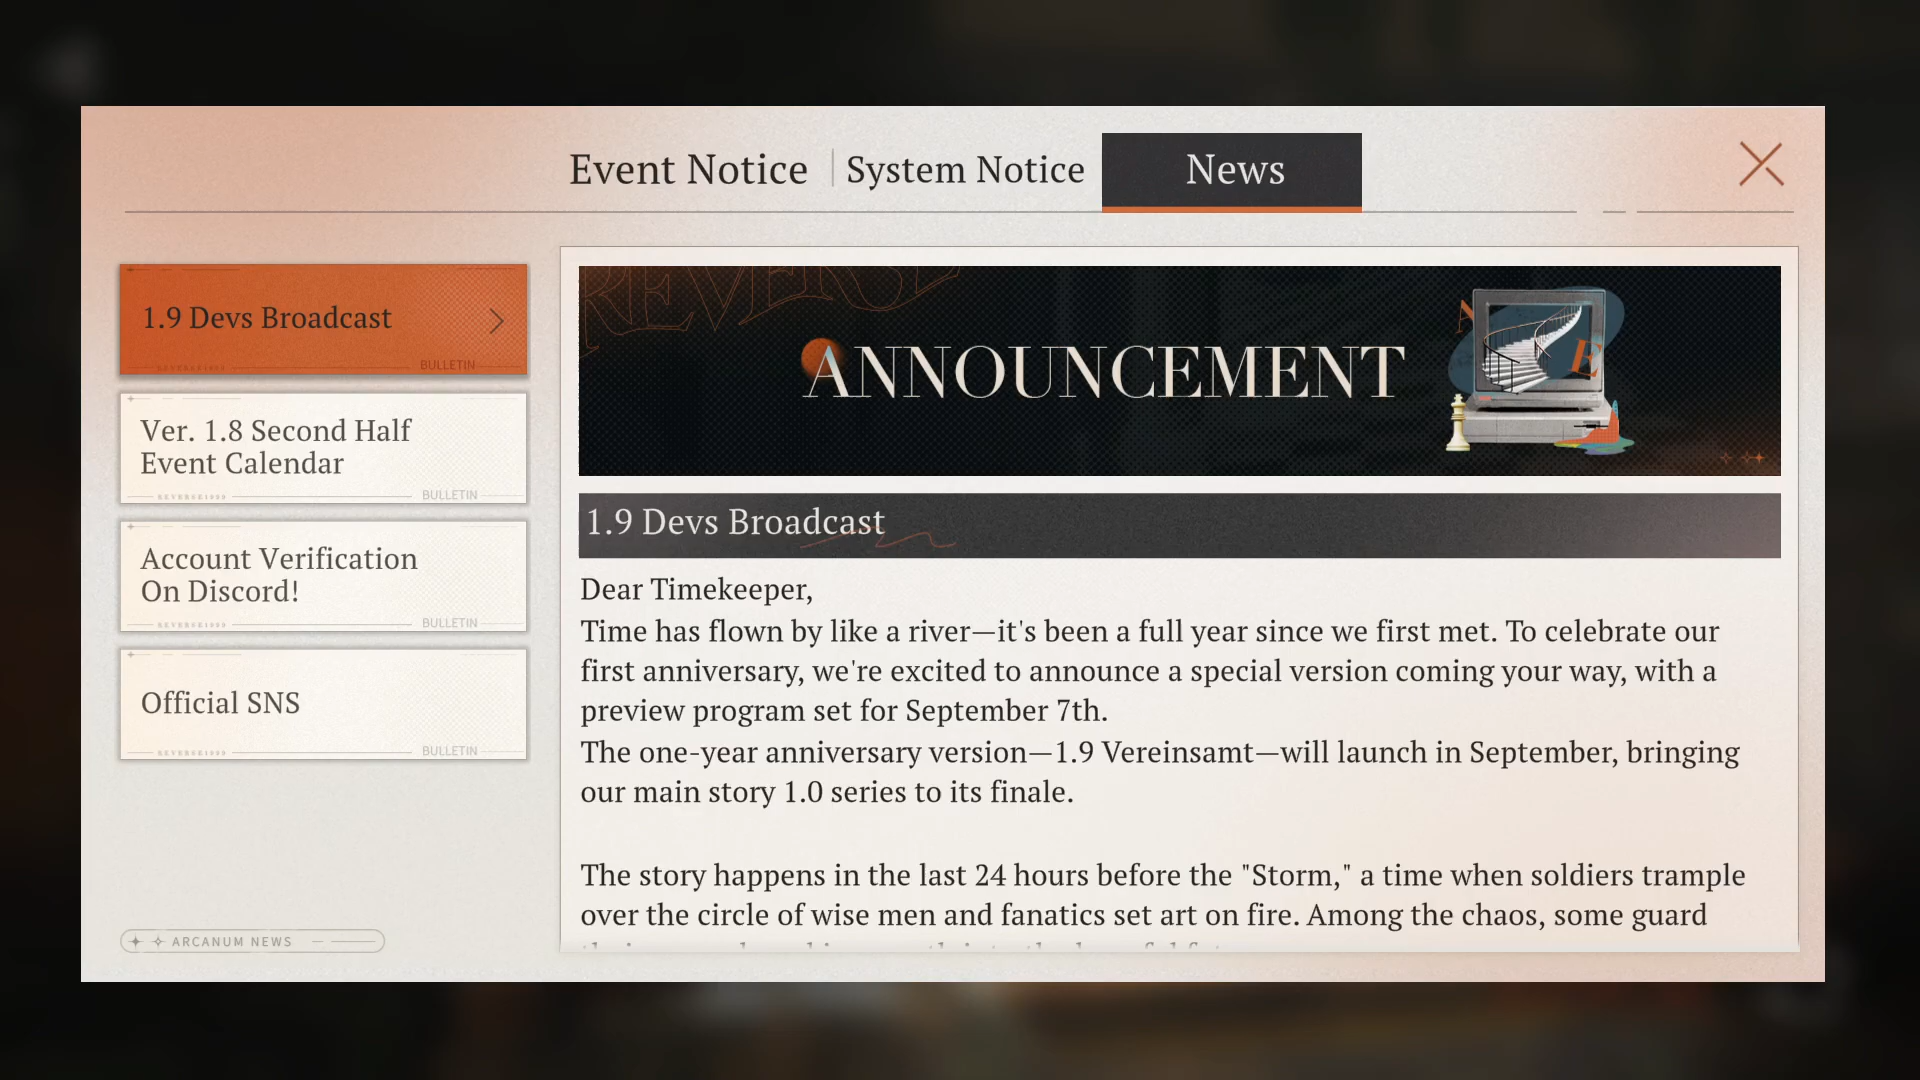 Event Notice
System Notice
News
1.9 Devs Broadcast
BULLETIN
Ver. 1.8 Second Half
Event Calendar
REVERSE1999
BULLETIN
Account Verification
On Discord!
REVERSE1999
BULLETIN
Official SNS
REVERSE1999
BULLETIN
ARCANUM NEWS
REVERSE
ANNOUNCEMENT
A
E
1.9 Devs Broadcast
Dear Timekeeper,
Time has flown by like a river—it's been a full year since we first met. To celebrate our
first anniversary, we're excited to announce a special version coming your way, with a
preview program set for September 7th.
The one-year anniversary version—1.9 Vereinsamt—will launch in September, bringing
our main story 1.0 series to its finale.
The story happens in the last 24 hours before the "Storm," a time when soldiers trample
over the circle of wise men and fanatics set art on fire. Among the chaos, some guard